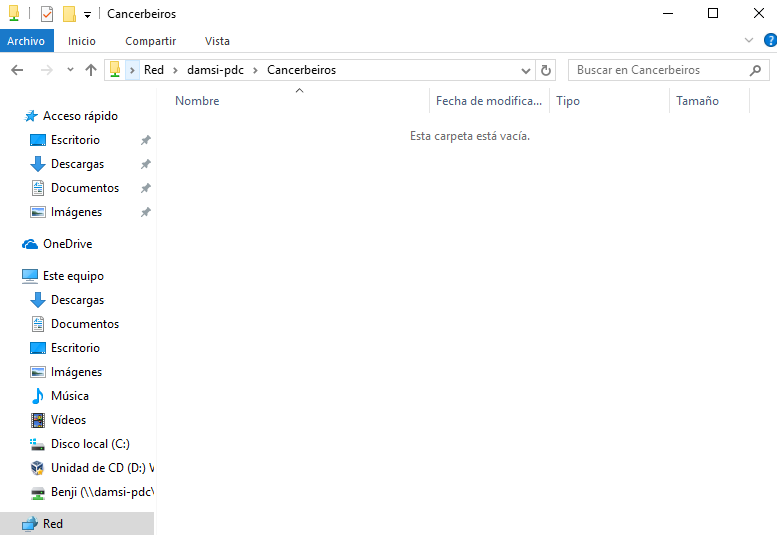 Cancerbeiros
Archivo Inicio Compartir Vista
Red damsi-pdc Cancerbeiros Buscar en Cancerbeiros
Nombre Fecha de modifica... Tipo Tamaño
Esta carpeta está vacía.
Acceso rápido
Escritorio
Descargas
Documentos
Imágenes
OneDrive
Este equipo
Descargas
Documentos
Escritorio
Imágenes
Música
Vídeos
Disco local (C:)
Unidad de CD (D:) V
Benji (\\damsi-pdc\
Red